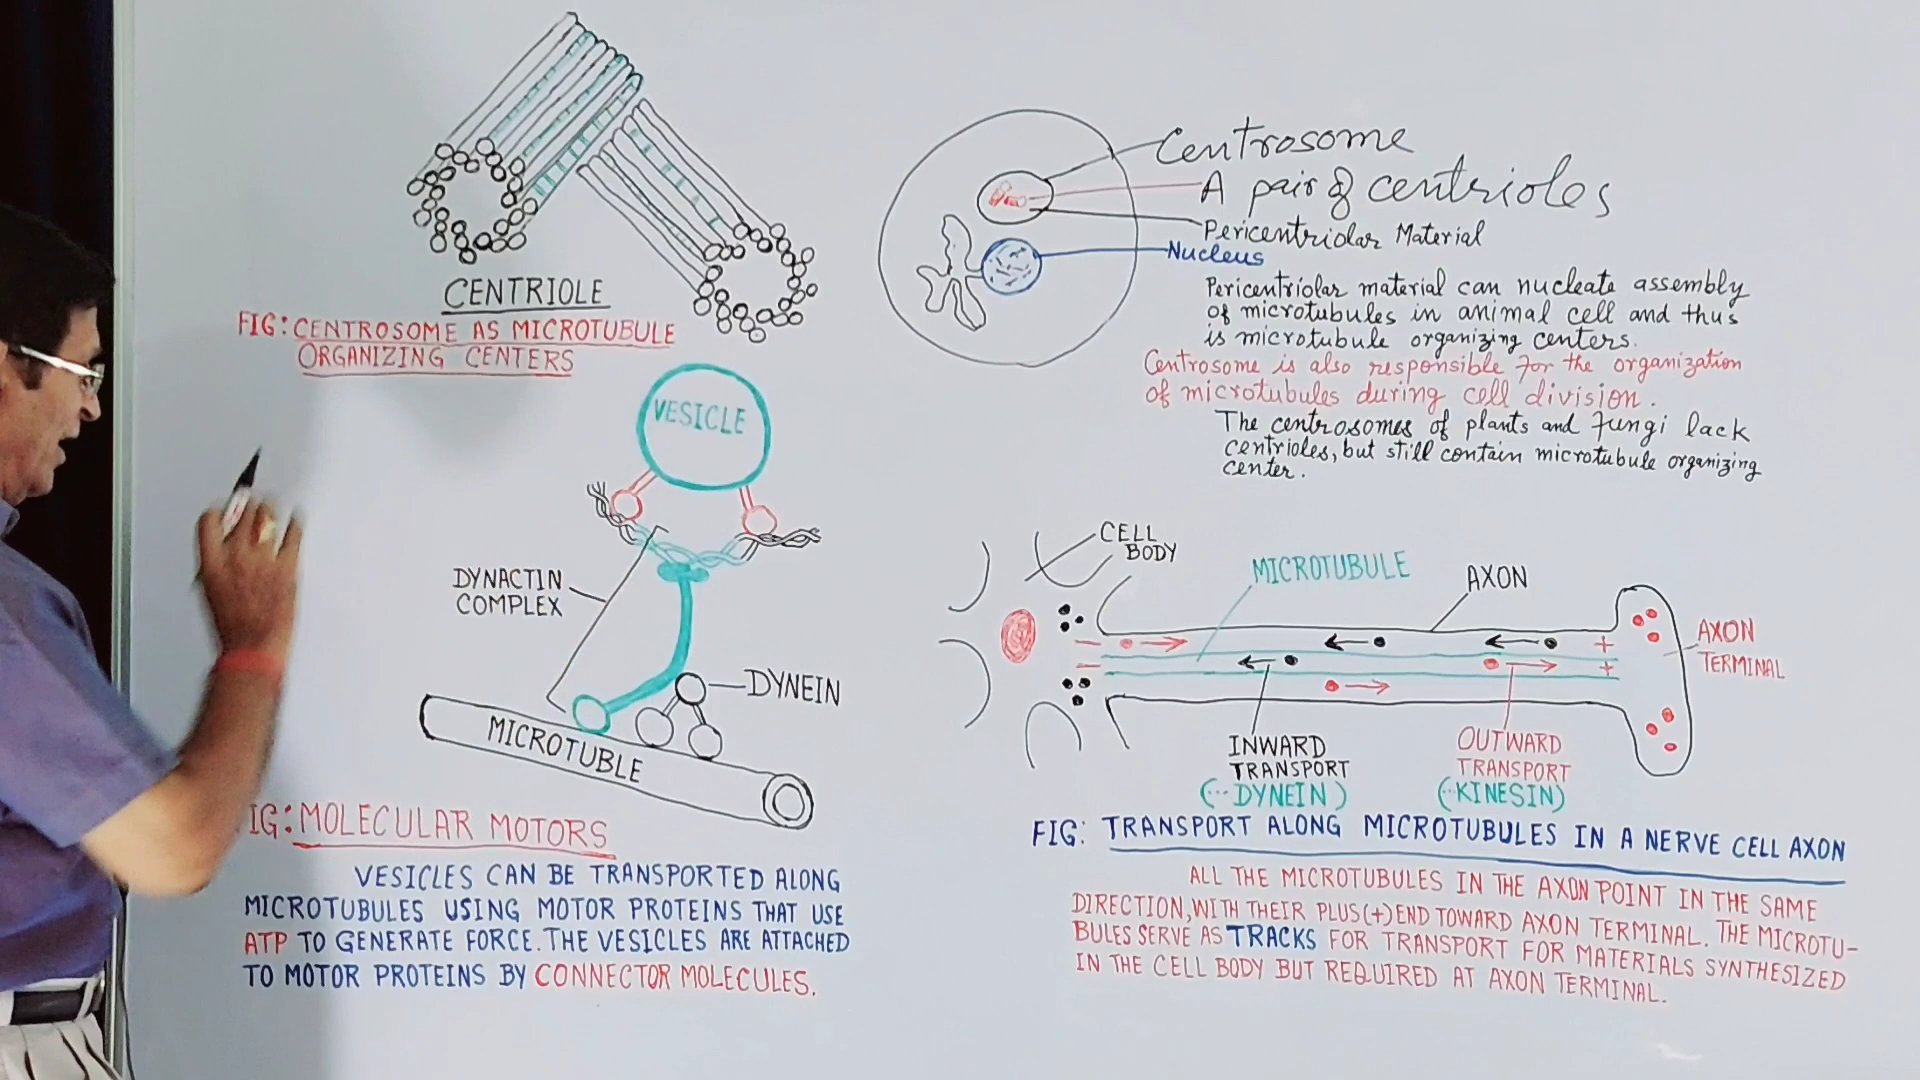 CENTRIOLE
FIG: CENTROSOME AS MICROTUBULE
ORGANIZING CENTERS
VESICLE
DYNACTIN
COMPLEX
DYNEIN
MICROTUBLE
IG: MOLECULAR MOTORS
VESICLES CAN BE TRANSPORTED ALONG
MICROTUBULES USING MOTOR PROTEINS THAT USE
ATP TO GENERATE FORCE. THE VESICLES ARE ATTACHED
TO MOTOR PROTEINS BY CONNECTOR MOLECULES.
Centrosome
A pair of centrioles
Pericentriolar Material
Nucleus
Pericentriolar material can nucleate assembly
of microtubules in animal cell and thus
is microtubule organizing centers.
Centrosome is also responsible for the organization
of microtubules during cell division.
The centrosomes of plants and fungi lack
centrioles, but still contain microtubule organizing
center.
CELL
BODY
MICROTUBULE
AXON
AXON
TERMINAL
+
+
INWARD
TRANSPORT
(... DYNEIN)
OUTWARD
TRANSPORT
(...KINESIN)
FIG: TRANSPORT ALONG MICROTUBULES IN A NERVE CELL AXON
ALL THE MICROTUBULES IN THE AXON POINT IN THE SAME
DIRECTION, WITH THEIR PLUS(+) END TOWARD AXON TERMINAL. THE MICROTU-
BULES SERVE AS TRACKS FOR TRANSPORT FOR MATERIALS SYNTHESIZED
IN THE CELL BODY BUT REQUIRED AT AXON TERMINAL.